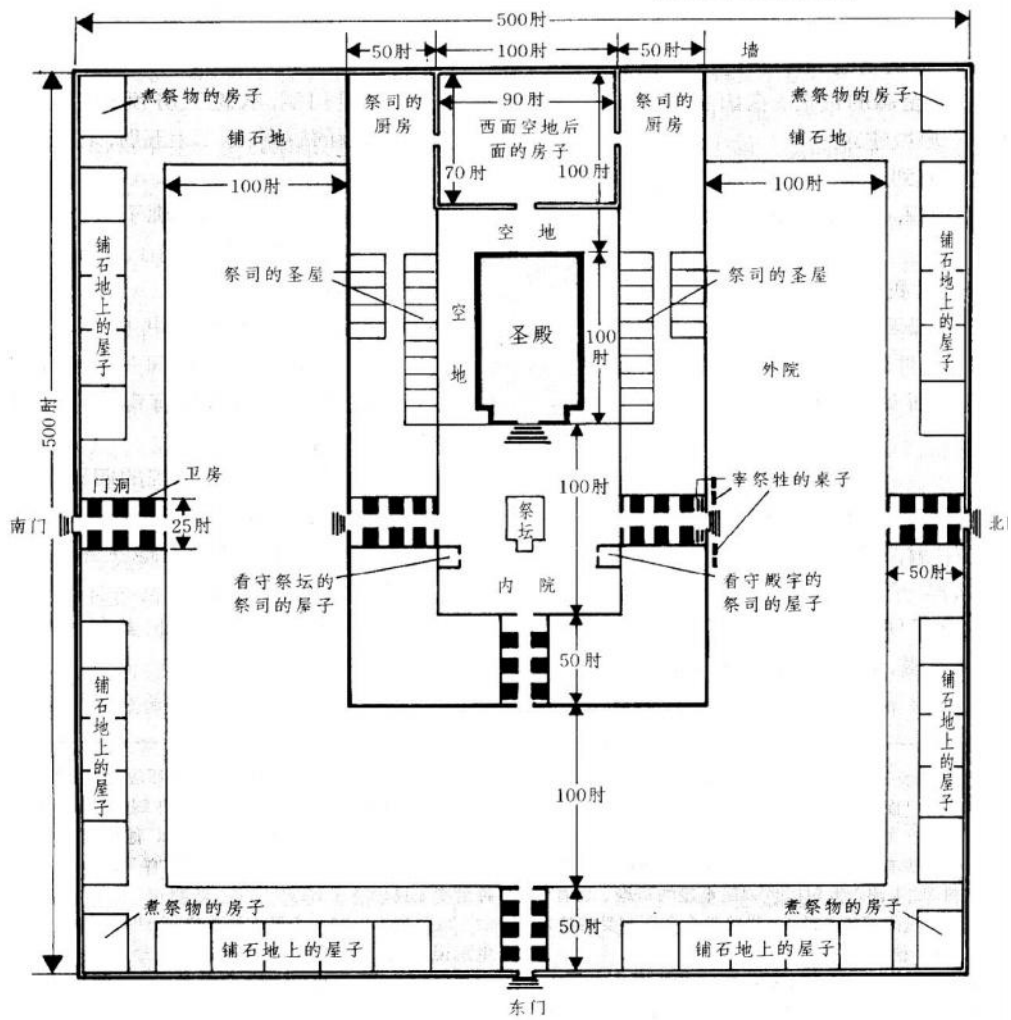 500肘
50肘
100肘
50肘
墙
煮祭物的房子
铺石地
祭司的
厨房
90肘
西面空地后
面的房子
70肘
100肘
祭司的
厨房
煮祭物的房子
铺石地
100肘
100肘
空地
铺石地上的屋子
祭司的圣屋
空地
圣殿
100肘
祭司的圣屋
外院
铺石地上的屋子
500肘
卫房
门洞
南门
25肘
祭坛
100肘
宰祭牲的桌子
北
50肘
看守祭坛的
祭司的屋子
内院
看守殿宇的
祭司的屋子
50肘
铺石地上的屋子
铺石地上的屋子
100肘
煮祭物的房子
铺石地上的屋子
50肘
煮祭物的房子
铺石地上的屋子
东门